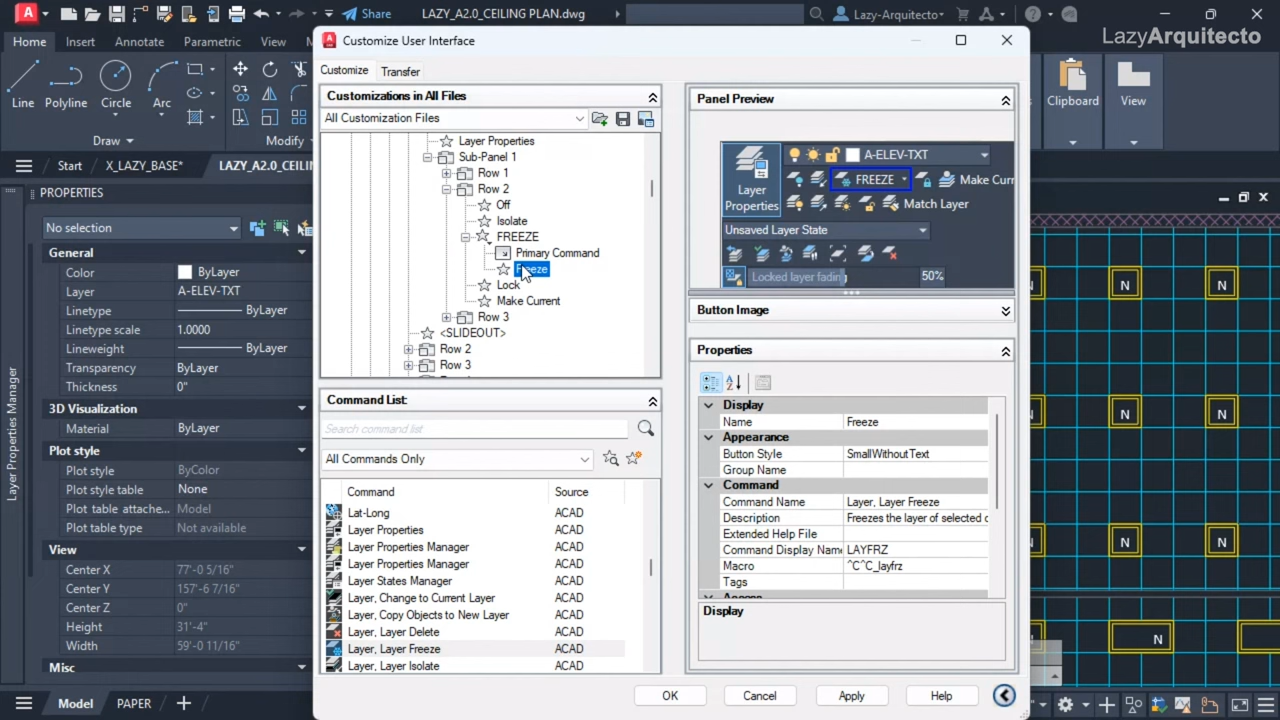 A
Share
LAZY_A2.0_CEILING PLAN.dwg
Lazy-Arquitecto
LazyArquitecto
Home
Insert
Annotate
Parametric
View
Line
Polyline
Circle
Arc
Draw
Modify
Clipboard
View
Start
X_LAZY_BASE*
LAZY_A2.0_CEILIN
PROPERTIES
No selection
General
Color ByLayer
Layer A-ELEV-TXT
Linetype ByLayer
Linetype scale 1.0000
Lineweight ByLayer
Transparency ByLayer
Thickness 0"
3D Visualization
Material ByLayer
Plot style
Plot style ByColor
Plot style table None
Plot table attache... Model
Plot table type Not available
View
Center X 77'-0 5/16"
Center Y 157'-6 7/16"
Center Z 0"
Height 31'-4"
Width 59'-0 11/16"
Misc
Layer Properties Manager
Model
PAPER
Customize User Interface
Customize
Transfer
Customizations in All Files
All Customization Files
Layer Properties
Sub-Panel 1
Row 1
Row 2
Off
Isolate
FREEZE
Primary Command
Freeze
Lock
Make Current
Row 3
<SLIDEOUT>
Row 2
Row 3
Command List:
Search command list
All Commands Only
Command Source
Lat-Long ACAD
Layer Properties ACAD
Layer Properties Manager ACAD
Layer Properties Manager ACAD
Layer States Manager ACAD
Layer, Change to Current Layer ACAD
Layer, Copy Objects to New Layer ACAD
Layer, Layer Delete ACAD
Layer, Layer Freeze ACAD
Layer, Layer Isolate ACAD
Panel Preview
Layer
Properties
A-ELEV-TXT
FREEZE
Make Curr
Match Layer
Unsaved Layer State
Locked layer fading 50%
Button Image
Properties
Display
Name Freeze
Appearance
Button Style SmallWithoutText
Group Name
Command
Command Name Layer, Layer Freeze
Description Freezes the layer of selected o
Extended Help File
Command Display Name LAYFRZ
Macro ^C^C_layfrz
Tags
Access
Display
OK
Cancel
Apply
Help
N
N
N
N
N
N
N